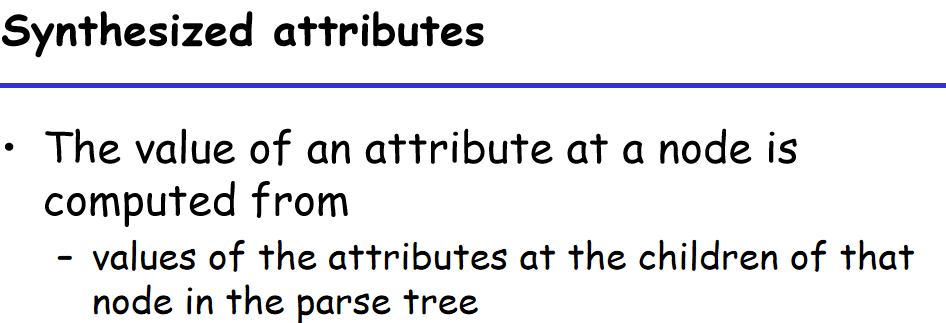 Synthesized attributes
• The value of an attribute at a node is
computed from
– values of the attributes at the children of that
node in the parse tree